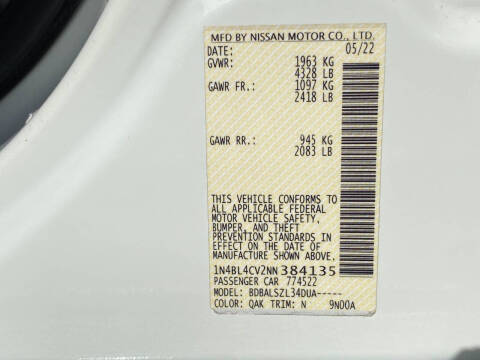 MFD BY NISSAN MOTOR CO., LTD.
DATE: 05/22
GVWR: 1963 KG
4328 LB
GAWR FR.: 1097 KG
2418 LB
GAWR RR.: 945 KG
2083 LB
THIS VEHICLE CONFORMS TO
ALL APPLICABLE FEDERAL
MOTOR VEHICLE SAFETY,
BUMPER, AND THEFT
PREVENTION STANDARDS IN
EFFECT ON THE DATE OF
MANUFACTURE SHOWN ABOVE.
1N4BL4CV2NN384135
PASSENGER CAR 774522
MODEL: BDBALSZL34DUA-----
COLOR: QAK TRIM: N 9N00A